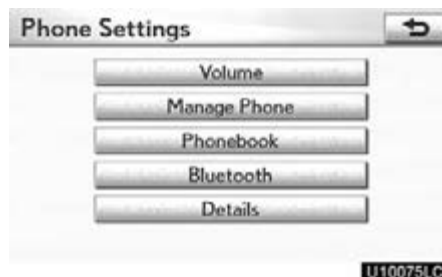 Phone Settings
Volume
Manage Phone
Phonebook
Bluetooth
Details
U10075LC